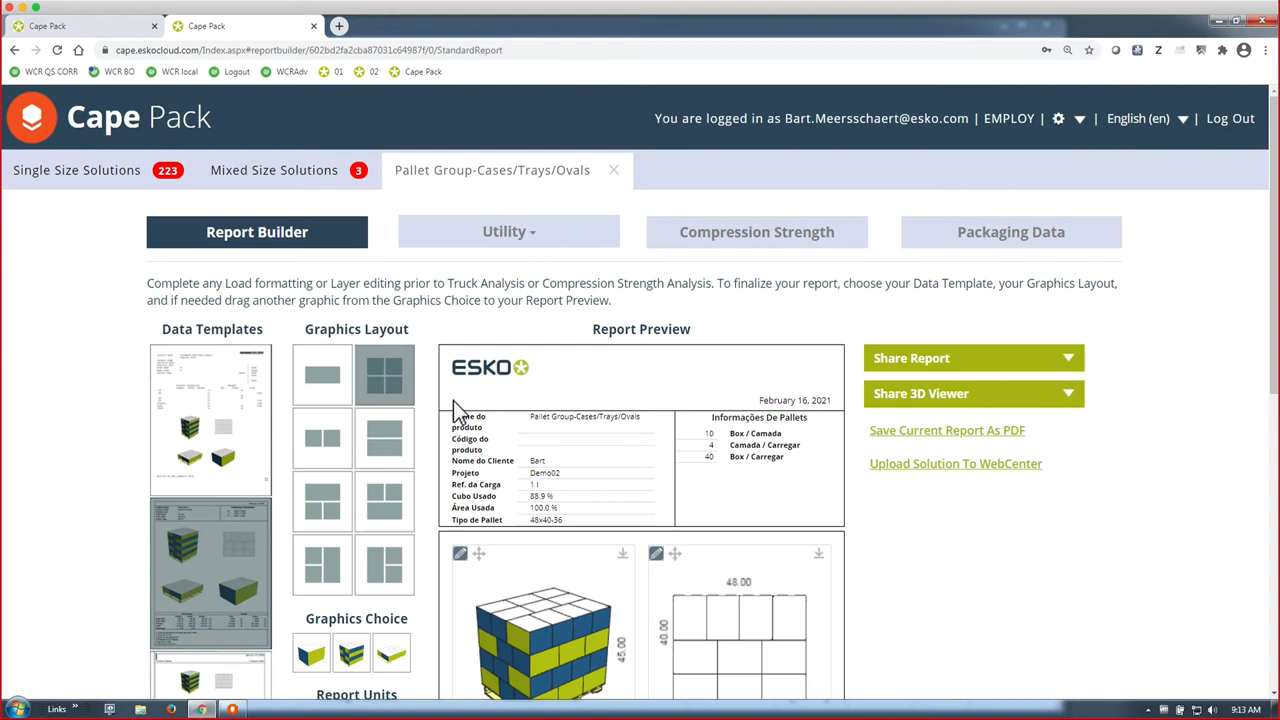 Cape Pack
Cape Pack
cape.eskocloud.com/Index.aspx#reportbuilder/602bd2fa2cba87031c64987f/0/StandardReport
WCR QS CORR
WCR BO
WCR local
Logout
WCRAdv
01
02
Cape Pack
Cape Pack
You are logged in as Bart.Meersschaert@esko.com | EMPLOY | | English (en) | Log Out
Single Size Solutions 223
Mixed Size Solutions 3
Pallet Group-Cases/Trays/Ovals
Report Builder
Utility
Compression Strength
Packaging Data
Complete any Load formatting or Layer editing prior to Truck Analysis or Compression Strength Analysis. To finalize your report, choose your Data Template, your Graphics Layout,
and if needed drag another graphic from the Graphics Choice to your Report Preview.
Data Templates
Graphics Layout
Report Preview
ESKO
Share Report
Share 3D Viewer
February 16, 2021
me do
produto
Pallet Group-Cases/Trays/Ovals
Código do
produto
Nome do Cliente Bart
Projeto Demo02
Ref. da Carga 1 I
Cubo Usado 88.9 %
Área Usada 100.0 %
Tipo de Pallet 48x40-36
Informações De Pallets
10 Box / Camada
4 Camada / Carregar
40 Box / Carregar
Save Current Report As PDF
Upload Solution To WebCenter
48.00
40.00
45.00
Graphics Choice
Report Units
Links
9:13 AM